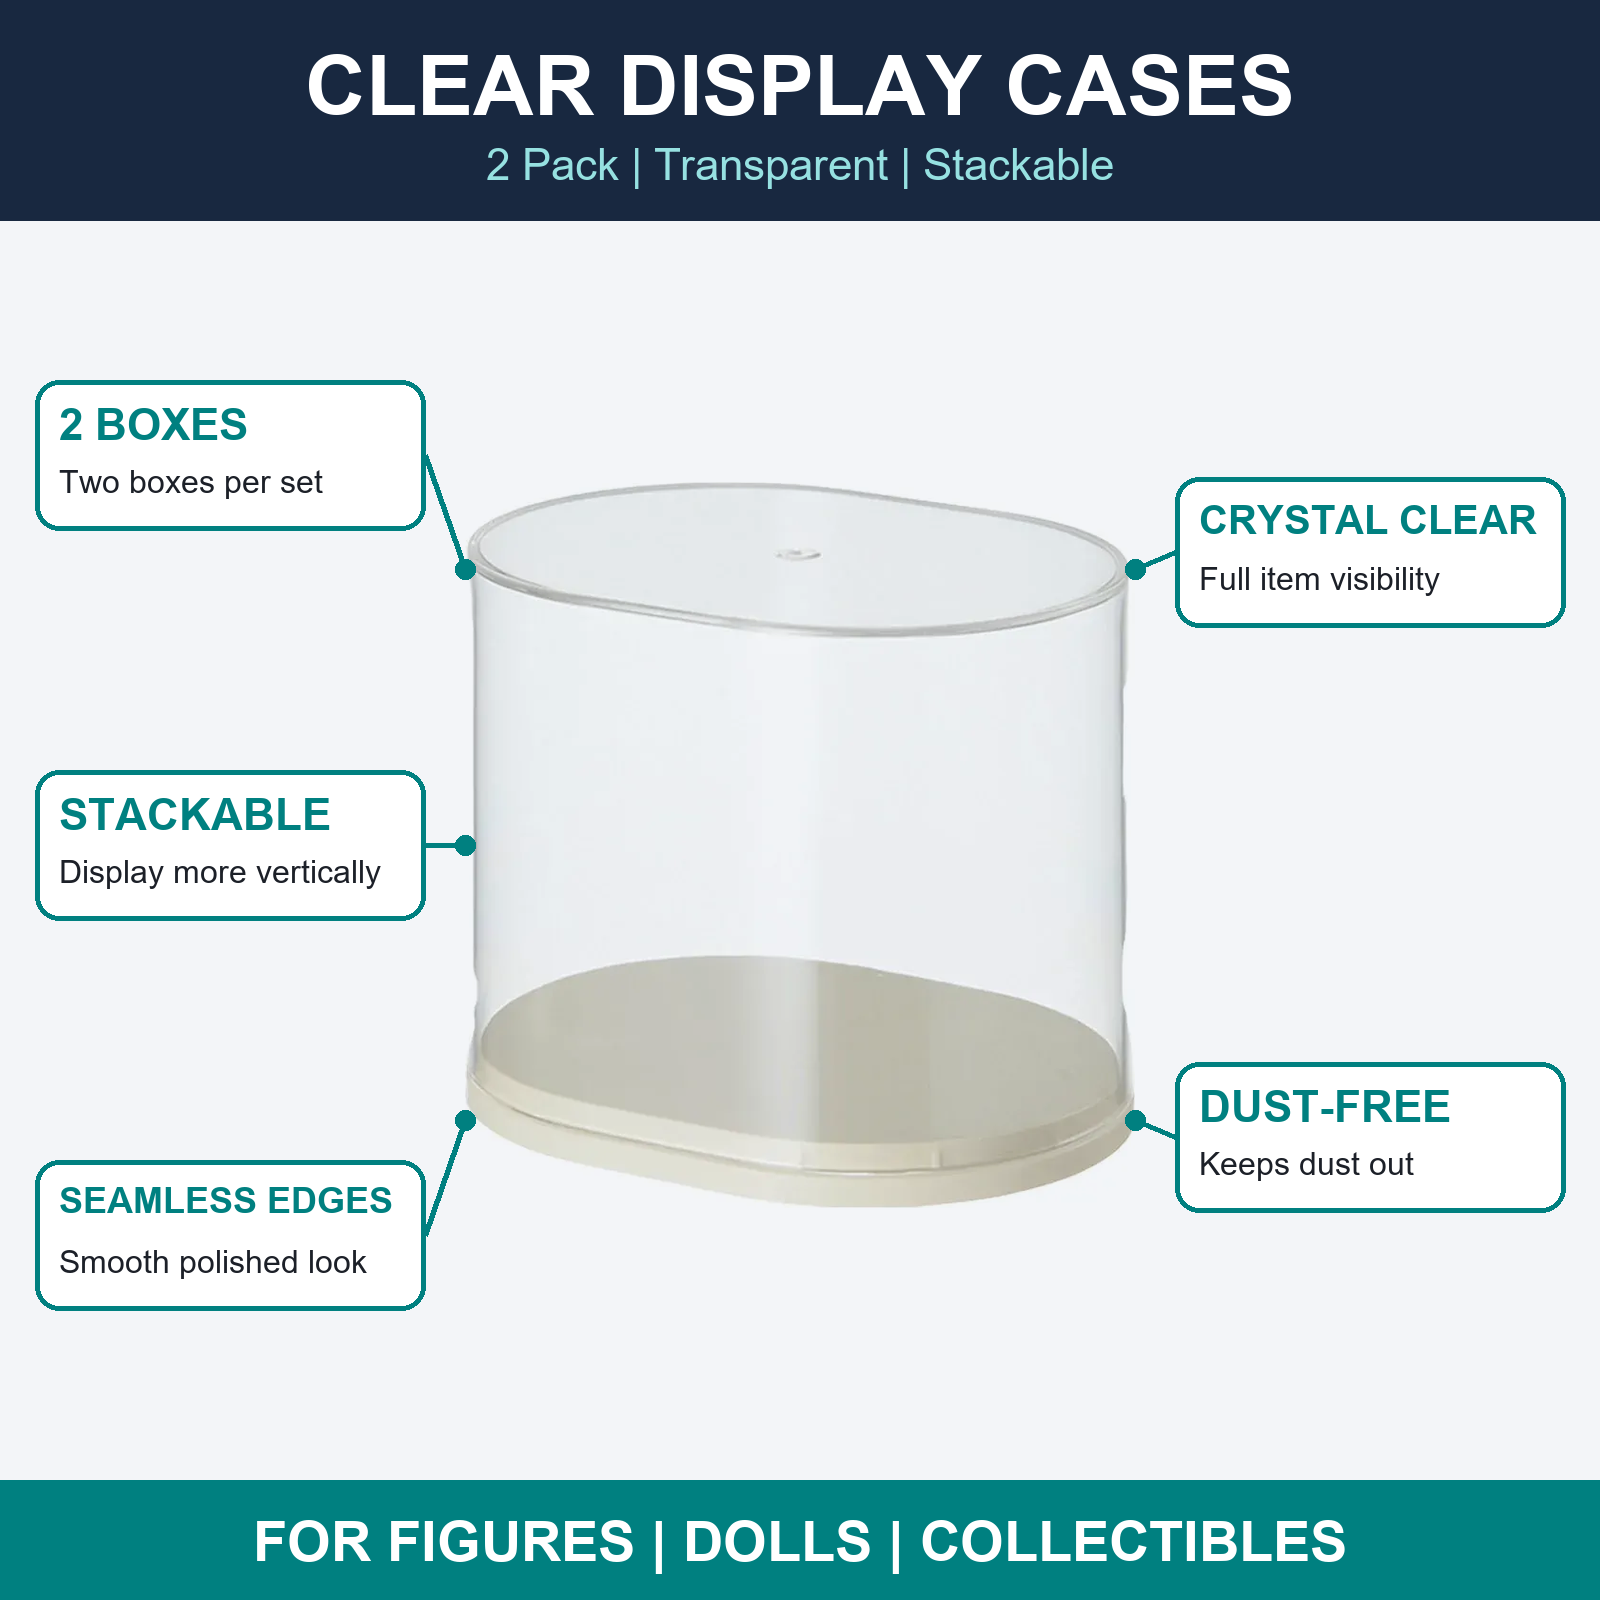 CLEAR DISPLAY CASES
2 Pack | Transparent | Stackable
2 BOXES
Two boxes per set
CRYSTAL CLEAR
Full item visibility
STACKABLE
Display more vertically
DUST-FREE
Keeps dust out
SEAMLESS EDGES
Smooth polished look
FOR FIGURES | DOLLS | COLLECTIBLES